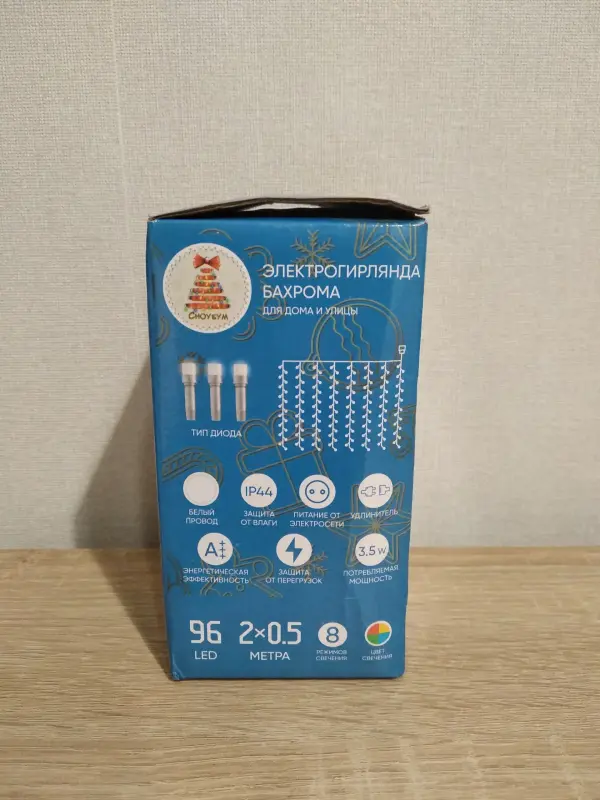 Сноубум
ЭЛЕКТРОГИРЛЯНДА
БАХРОМА
ДЛЯ ДОМА И УЛИЦЫ
ТИП ДИОДА
БЕЛЫЙ
ПРОВОД
IP44
ЗАЩИТА
ОТ ВЛАГИ
ПИТАНИЕ ОТ
ЭЛЕКТРОСЕТИ
УДЛИНИТЕЛЬ
A
ЭНЕРГЕТИЧЕСКАЯ
ЭФФЕКТИВНОСТЬ
ЗАЩИТА
ОТ ПЕРЕГРУЗОК
3,5 W
ПОТРЕБЛЯЕМАЯ
МОЩНОСТЬ
96
LED
2×0.5
МЕТРА
8
РЕЖИМОВ
СВЕЧЕНИЯ
ЦВЕТ
СВЕЧЕНИЯ